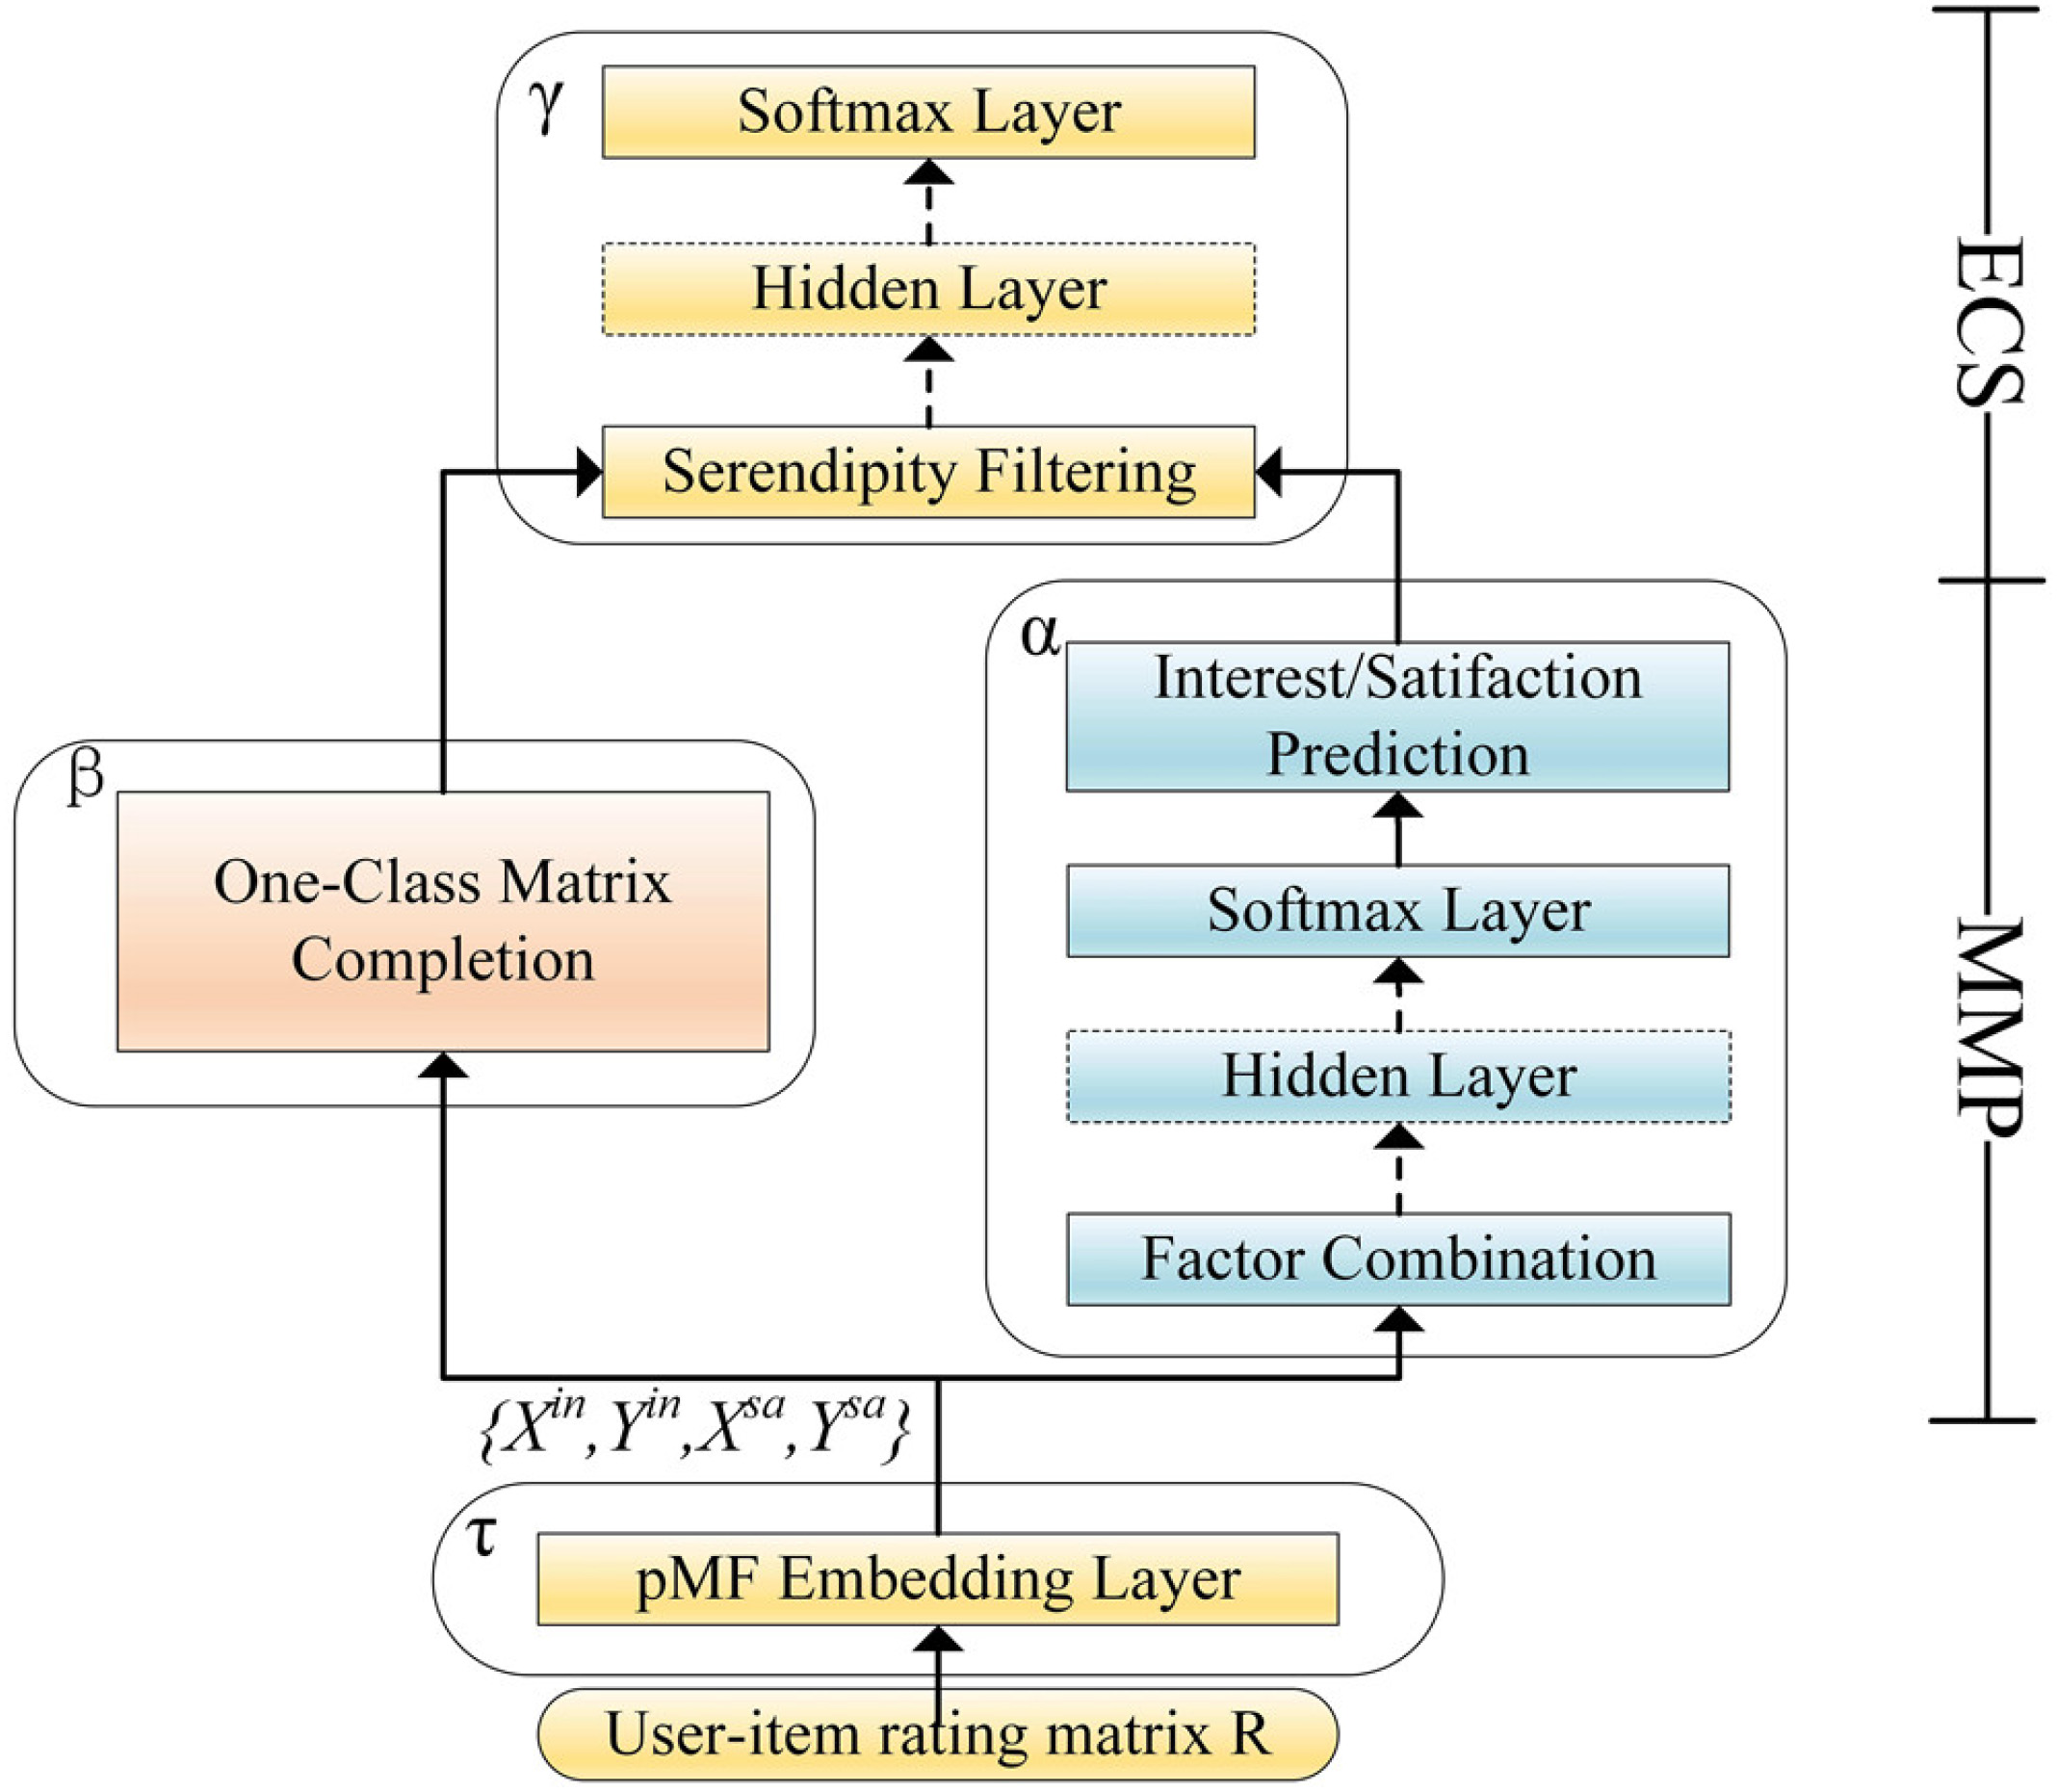 γ
Softmax Layer
Hidden Layer
Serendipity Filtering
ECS
α
Interest/Satifaction
Prediction
Softmax Layer
Hidden Layer
Factor Combination
β
One-Class Matrix
Completion
MMP
{X^in, Y^in, X^sa, Y^sa}
τ
pMF Embedding Layer
User-item rating matrix R